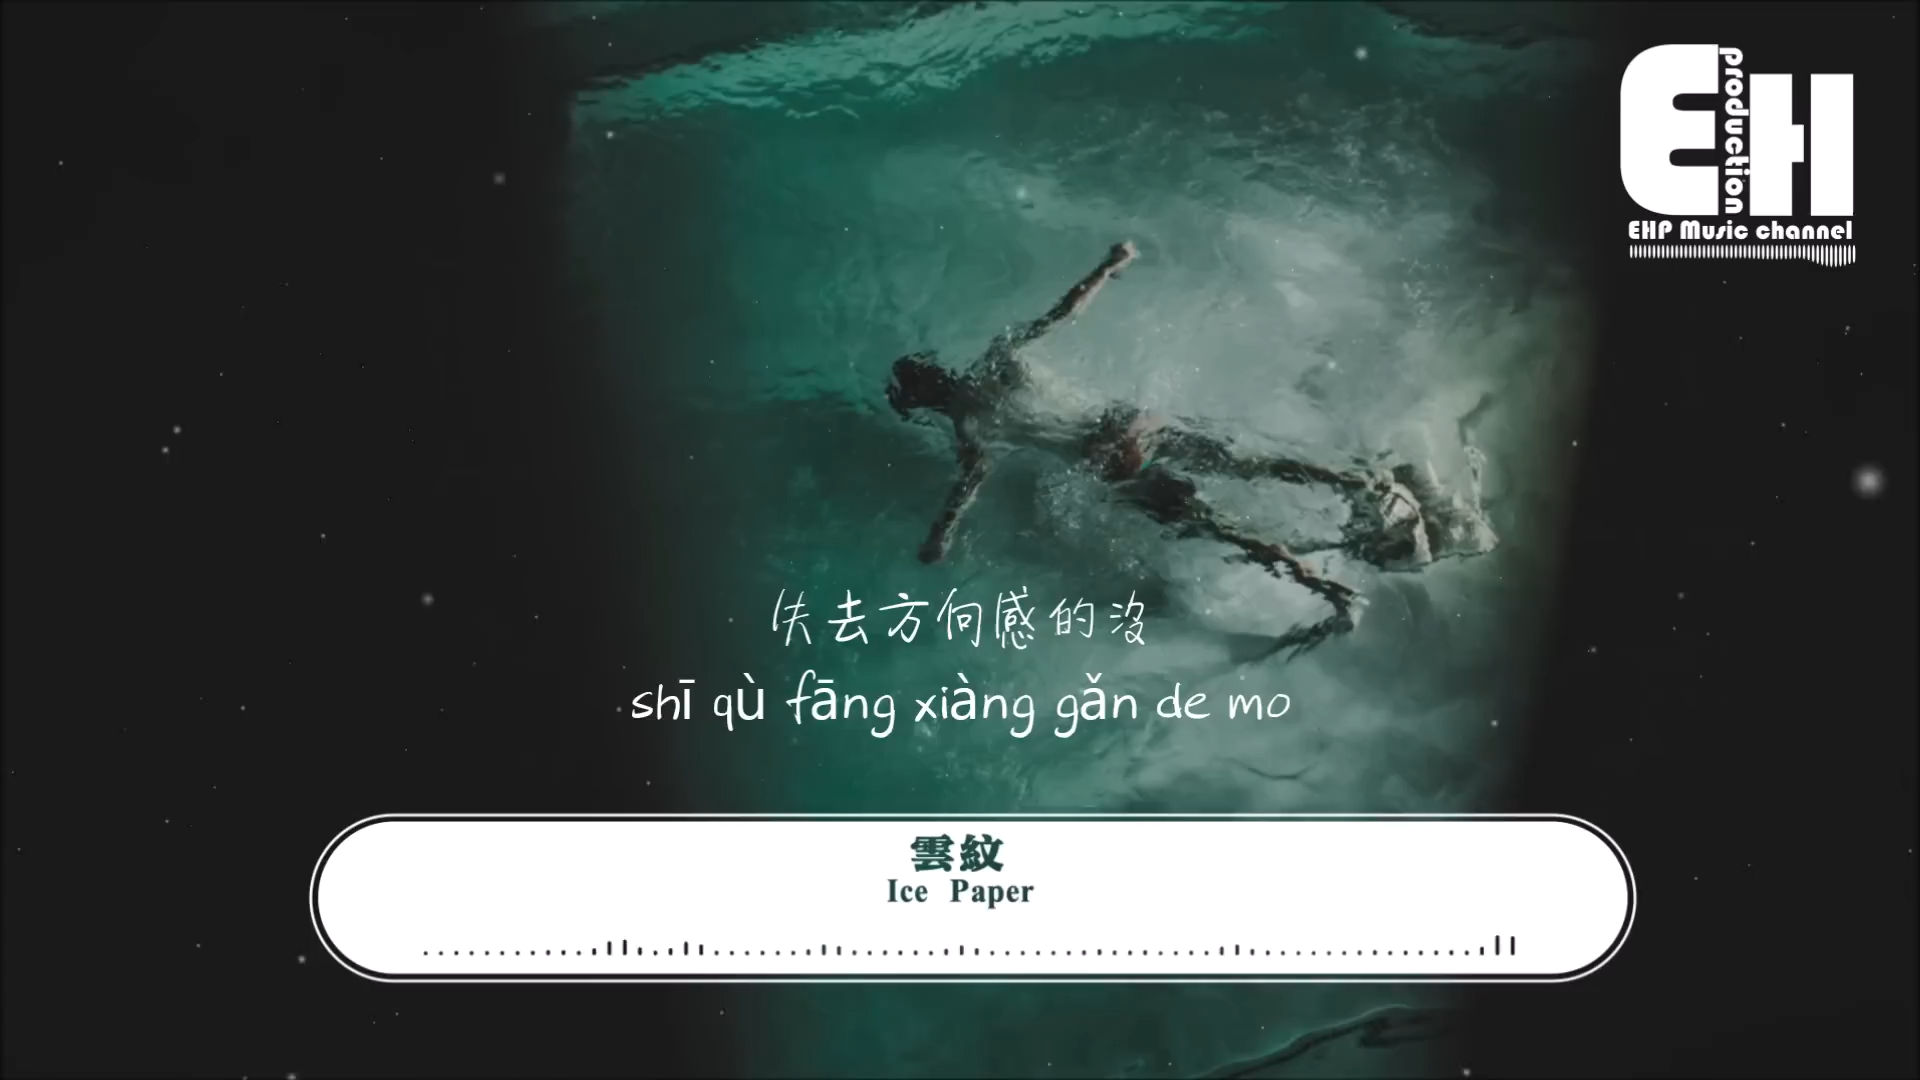 EH
production
EHP Music channel
失去方向感的沒
shī qù fāng xiàng gǎn de mo
雲紋
Ice Paper